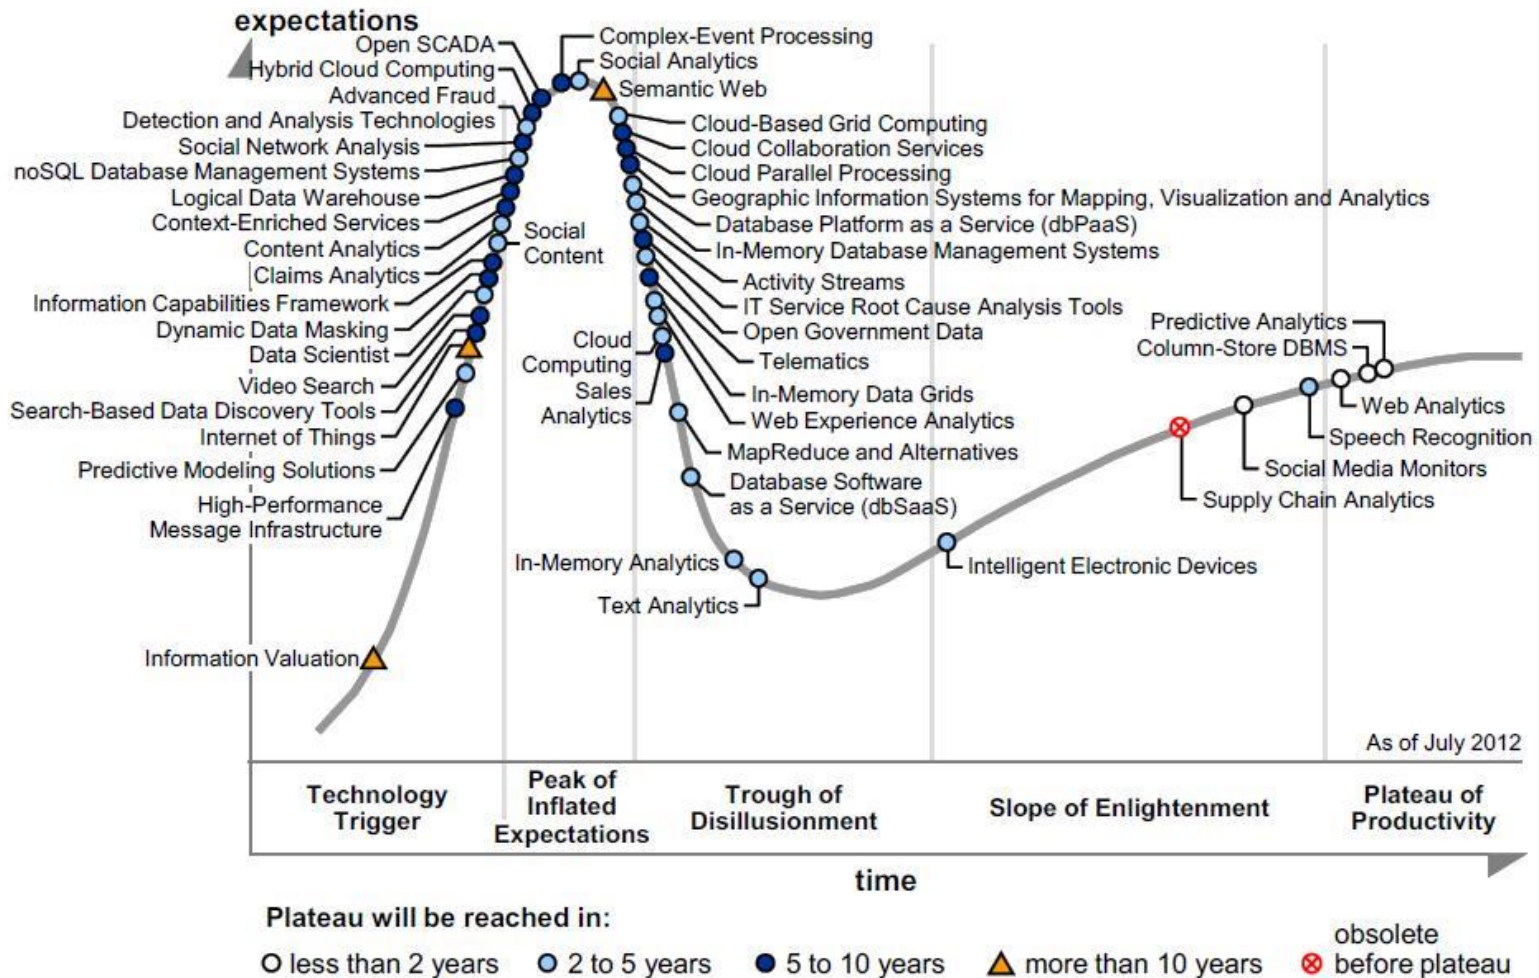 expectations
Open SCADA
Hybrid Cloud Computing
Advanced Fraud
Detection and Analysis Technologies
Social Network Analysis
noSQL Database Management Systems
Logical Data Warehouse
Context-Enriched Services
Content Analytics
Claims Analytics
Information Capabilities Framework
Dynamic Data Masking
Data Scientist
Video Search
Search-Based Data Discovery Tools
Internet of Things
Predictive Modeling Solutions
High-Performance
Message Infrastructure
Information Valuation
Complex-Event Processing
Social Analytics
Semantic Web
Social
Content
Cloud-Based Grid Computing
Cloud Collaboration Services
Cloud Parallel Processing
Geographic Information Systems for Mapping, Visualization and Analytics
Database Platform as a Service (dbPaaS)
In-Memory Database Management Systems
Activity Streams
IT Service Root Cause Analysis Tools
Open Government Data
Telematics
Cloud
Computing
Sales
Analytics
In-Memory Data Grids
Web Experience Analytics
MapReduce and Alternatives
Database Software
as a Service (dbSaaS)
In-Memory Analytics
Text Analytics
Intelligent Electronic Devices
Predictive Analytics
Column-Store DBMS
Web Analytics
Speech Recognition
Social Media Monitors
Supply Chain Analytics
As of July 2012
Technology
Trigger
Peak of
Inflated
Expectations
Trough of
Disillusionment
Slope of Enlightenment
Plateau of
Productivity
time
Plateau will be reached in:
less than 2 years
2 to 5 years
5 to 10 years
more than 10 years
obsolete
before plateau